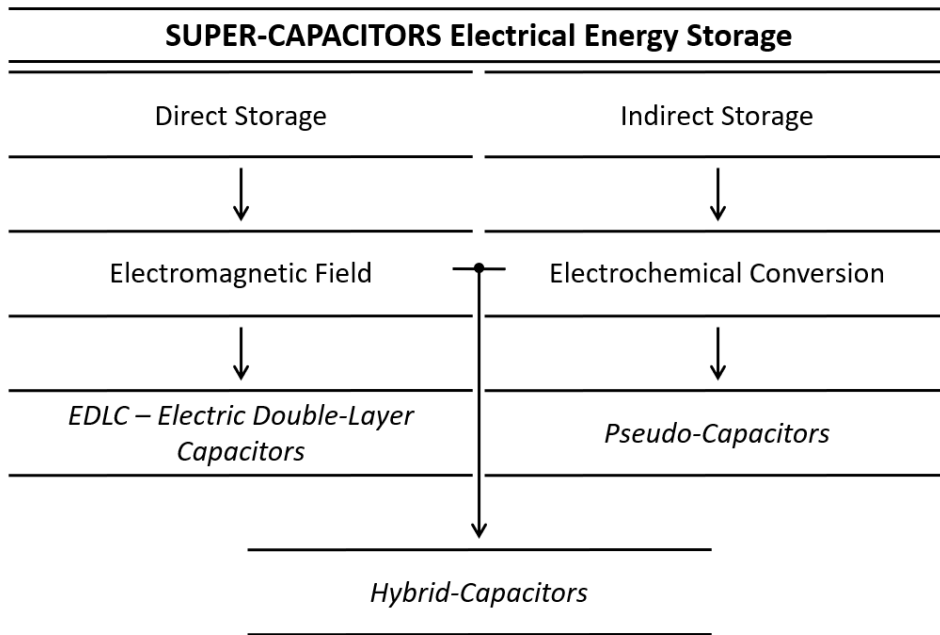 SUPER-CAPACITORS Electrical Energy Storage
Direct Storage
Indirect Storage
Electromagnetic Field
Electrochemical Conversion
EDLC – Electric Double-Layer
Capacitors
Pseudo-Capacitors
Hybrid-Capacitors